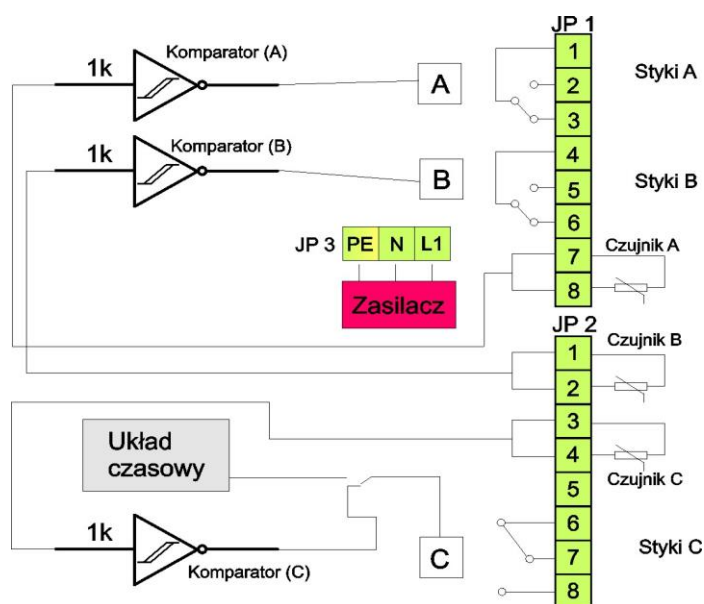 JP 1
Komparator (A)
1k
A
1
2
3
Styki A
Komparator (B)
1k
B
4
5
6
Styki B
JP 3
PE
N
L1
Zasilacz
7
8
Czujnik A
JP 2
1
2
Czujnik B
3
4
Czujnik C
5
Układ
czasowy
1k
Komparator (C)
C
6
7
8
Styki C